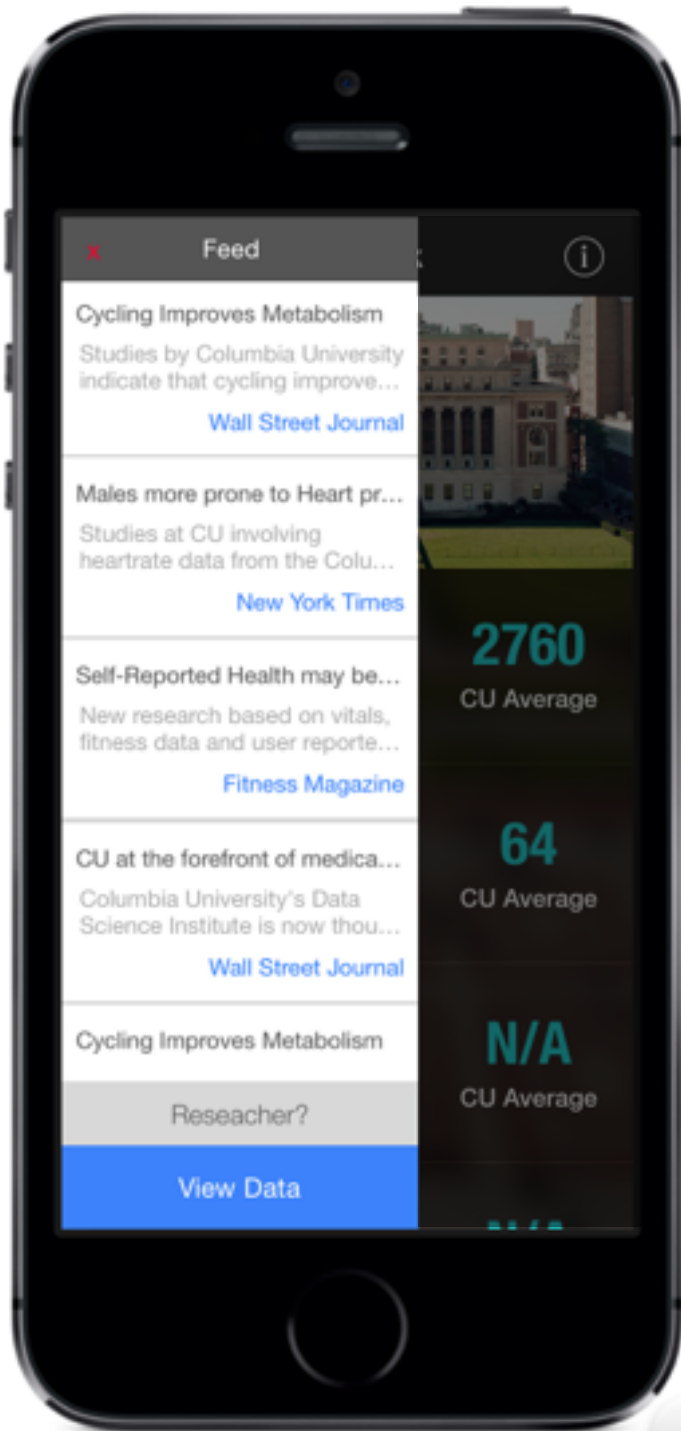 x
Feed
Cycling Improves Metabolism
Studies by Columbia University
indicate that cycling improve...
Wall Street Journal
Males more prone to Heart pr...
Studies at CU involving
heartrate data from the Colu...
New York Times
Self-Reported Health may be...
New research based on vitals,
fitness data and user reporte...
Fitness Magazine
CU at the forefront of medica...
Columbia University's Data
Science Institute is now thou...
Wall Street Journal
Cycling Improves Metabolism
Reseacher?
View Data
i
2760
CU Average
64
CU Average
N/A
CU Average
N/A